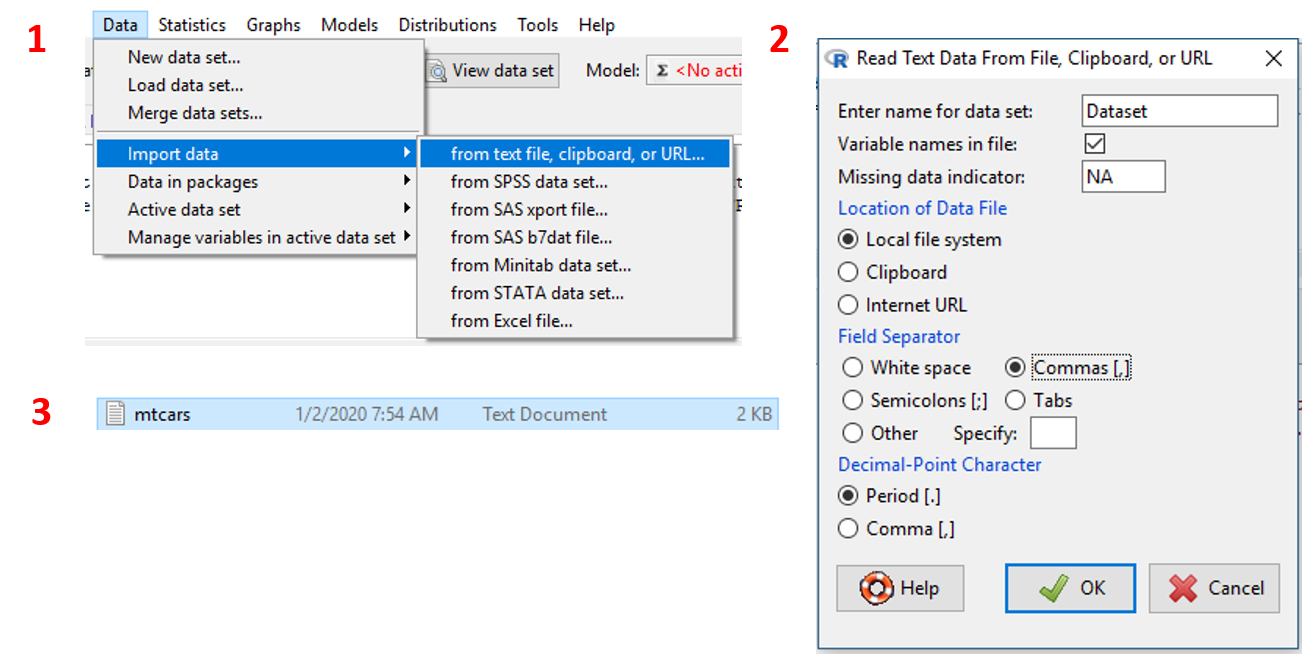 1
Data Statistics Graphs Models Distributions Tools Help
New data set...
Load data set...
Merge data sets...
View data set Model: Σ <No acti
Import data
Data in packages
Active data set
Manage variables in active data set
from text file, clipboard, or URL...
from SPSS data set...
from SAS xport file...
from SAS b7dat file...
from Minitab data set...
from STATA data set...
from Excel file...
2
R Read Text Data From File, Clipboard, or URL
Enter name for data set: Dataset
Variable names in file:
Missing data indicator: NA
Location of Data File
Local file system
Clipboard
Internet URL
Field Separator
White space Commas [,]
Semicolons [;] Tabs
Other Specify:
Decimal-Point Character
Period [.]
Comma [,]
Help OK Cancel
3
mtcars 1/2/2020 7:54 AM Text Document 2 KB